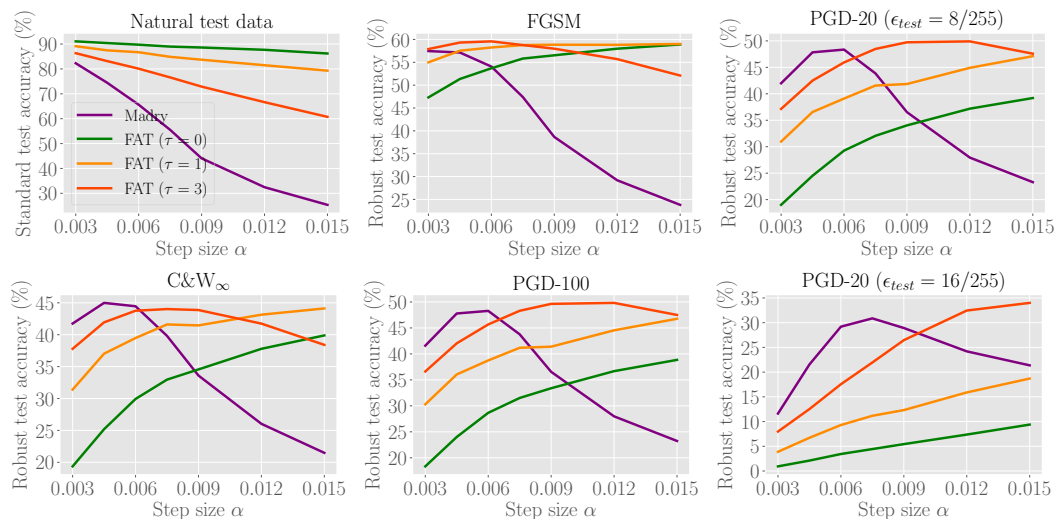 Natural test data
Standard test accuracy (%)
90
80
70
60
50
40
30
Madry
FAT (τ = 0)
FAT (τ = 1)
FAT (τ = 3)
0.003 0.006 0.009 0.012 0.015
Step size α
FGSM
Robust test accuracy (%)
60
55
50
45
40
35
30
25
0.003 0.006 0.009 0.012 0.015
Step size α
PGD-20 (ϵtest = 8/255)
Robust test accuracy (%)
50
45
40
35
30
25
20
0.003 0.006 0.009 0.012 0.015
Step size α
C&W∞
Robust test accuracy (%)
45
40
35
30
25
20
0.003 0.006 0.009 0.012 0.015
Step size α
PGD-100
Robust test accuracy (%)
50
45
40
35
30
25
20
0.003 0.006 0.009 0.012 0.015
Step size α
PGD-20 (ϵtest = 16/255)
Robust test accuracy (%)
35
30
25
20
15
10
5
0
0.003 0.006 0.009 0.012 0.015
Step size α